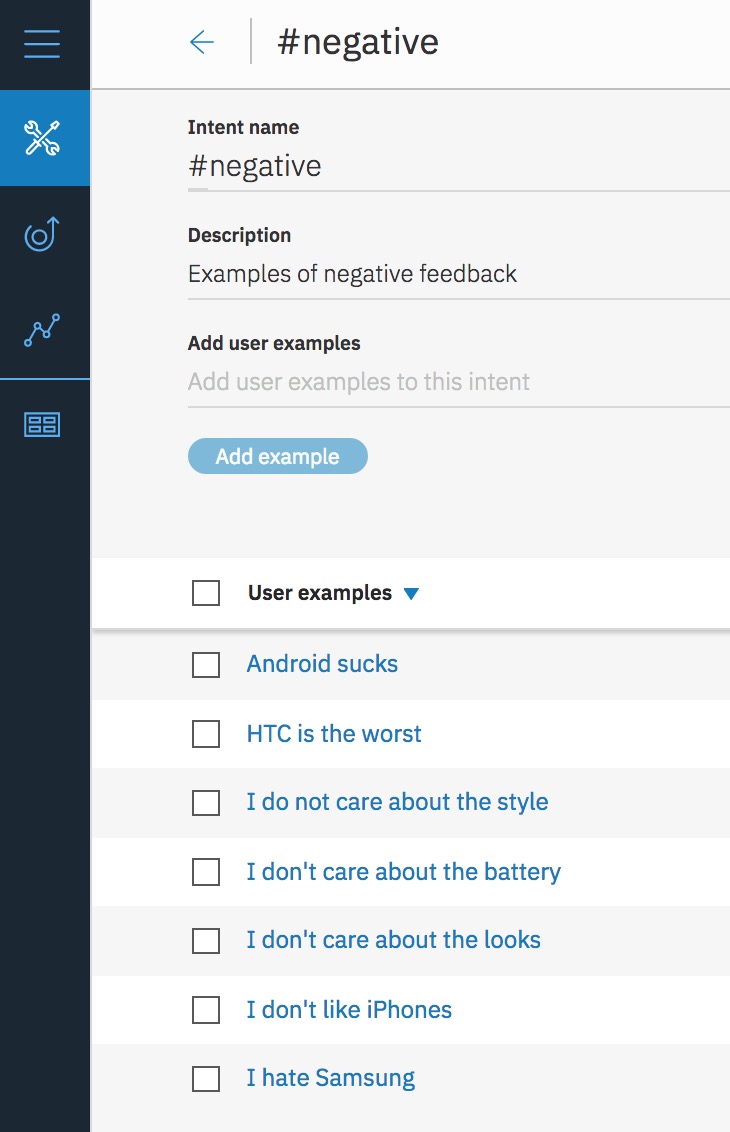 #negative
Intent name
#negative
Description
Examples of negative feedback
Add user examples
Add user examples to this intent
Add example
User examples
Android sucks
HTC is the worst
I do not care about the style
I don't care about the battery
I don't care about the looks
I don't like iPhones
I hate Samsung